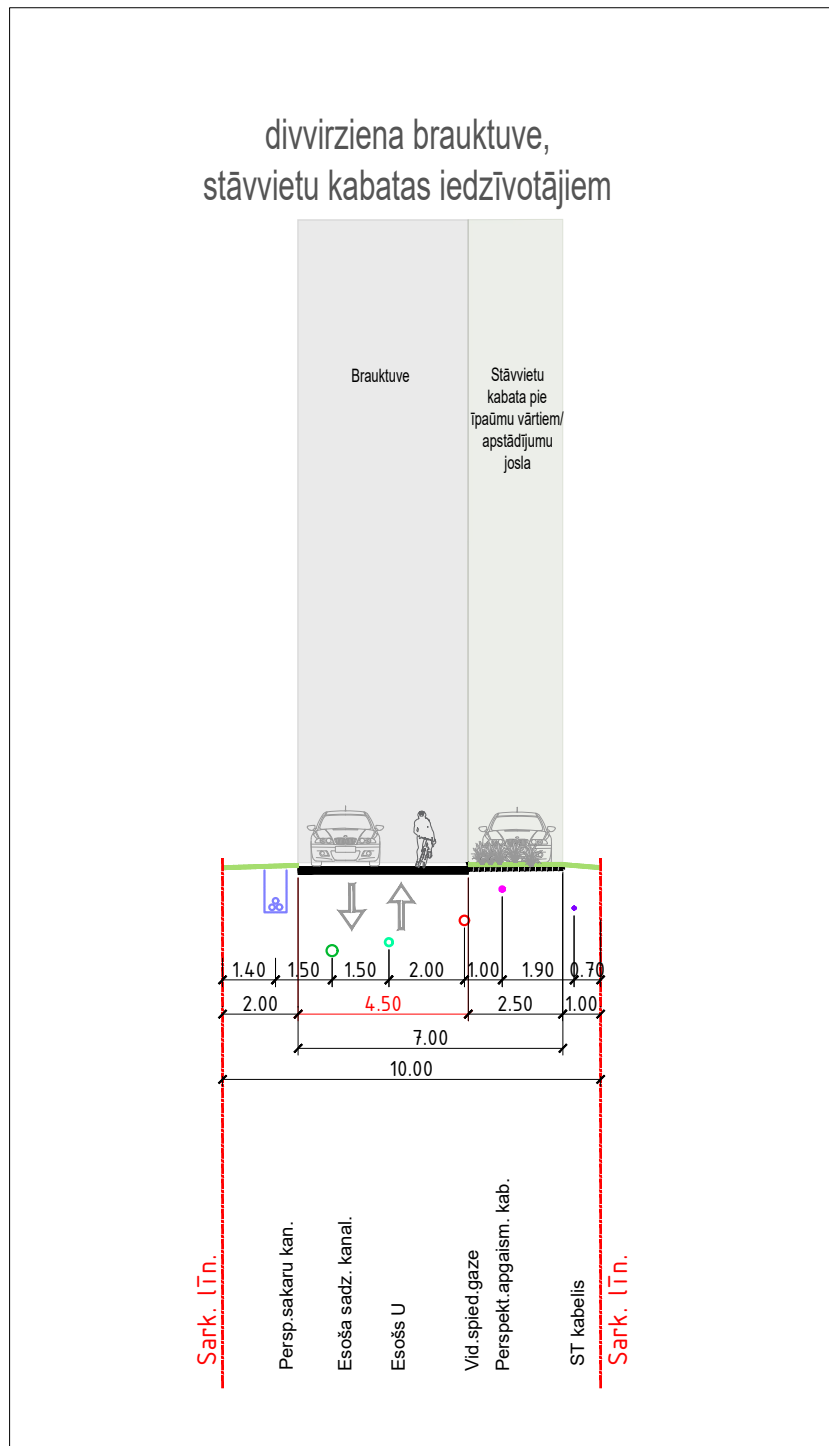 divvirziena brauktuve,
stāvvietu kabatas iedzīvotājiem
Brauktuve
Stāvvietu
kabata pie
īpaūmu vārtiem/
apstādījumu
josla
1.40 1.50 1.50 2.00 1.00 1.90 0.70
2.00 4.50 2.50 1.00
7.00
10.00
Sark. līn.
Persp.sakaru kan.
Esoša sadz. kanal.
Esošs U
Vid.spied.gaze
Perspekt.apgaism. kab.
ST kabelis
Sark. līn.